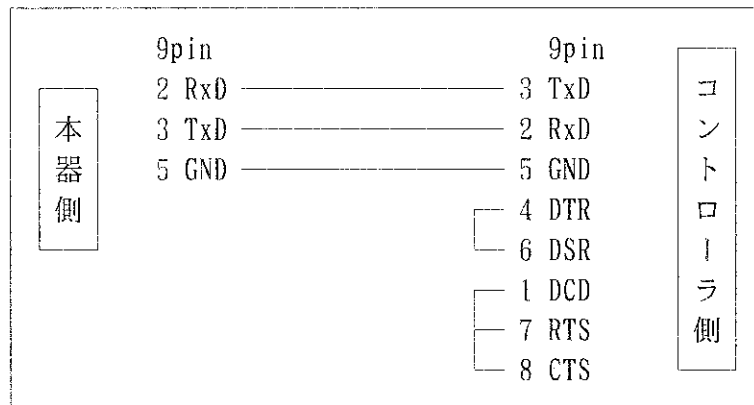 9pin 9pin
2 RxD 3 TxD
3 TxD 2 RxD
5 GND 5 GND
4 DTR
6 DSR
1 DCD
7 RTS
8 CTS
本器側
コントローラ側